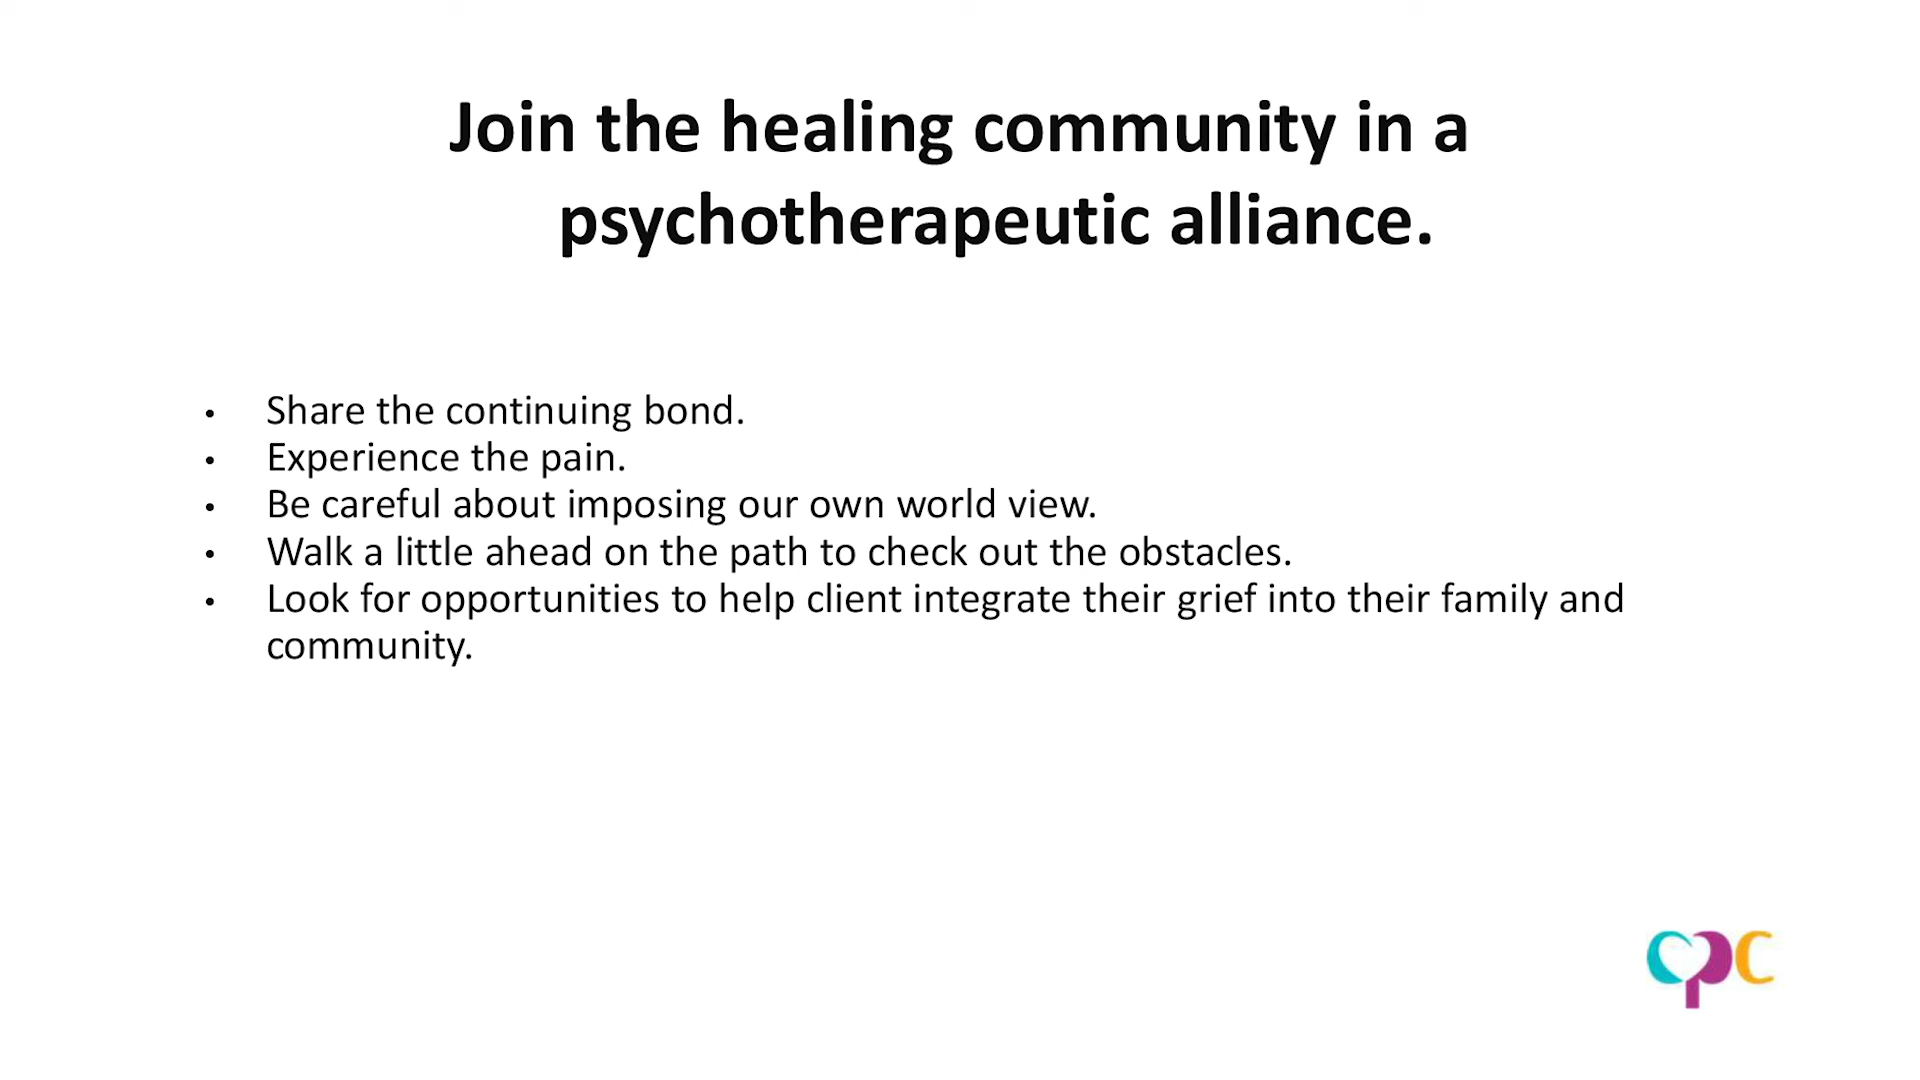 Join the healing community in a
psychotherapeutic alliance.
• Share the continuing bond.
• Experience the pain.
• Be careful about imposing our own world view.
• Walk a little ahead on the path to check out the obstacles.
• Look for opportunities to help client integrate their grief into their family and
community.
CPC